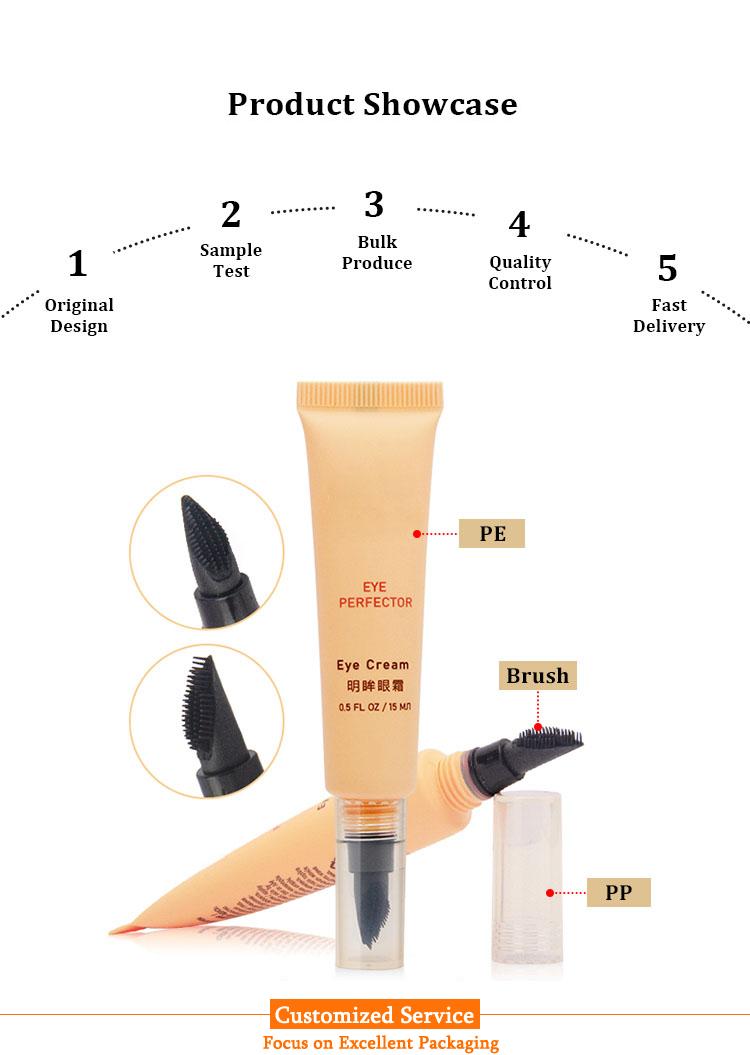 Product Showcase
1
Original
Design
2
Sample
Test
3
Bulk
Produce
4
Quality
Control
5
Fast
Delivery
PE
EYE
PERFECTOR
Eye Cream
明眸眼霜
0.5 FL OZ / 15 МЛ
Brush
PP
Customized Service
Focus on Excellent Packaging